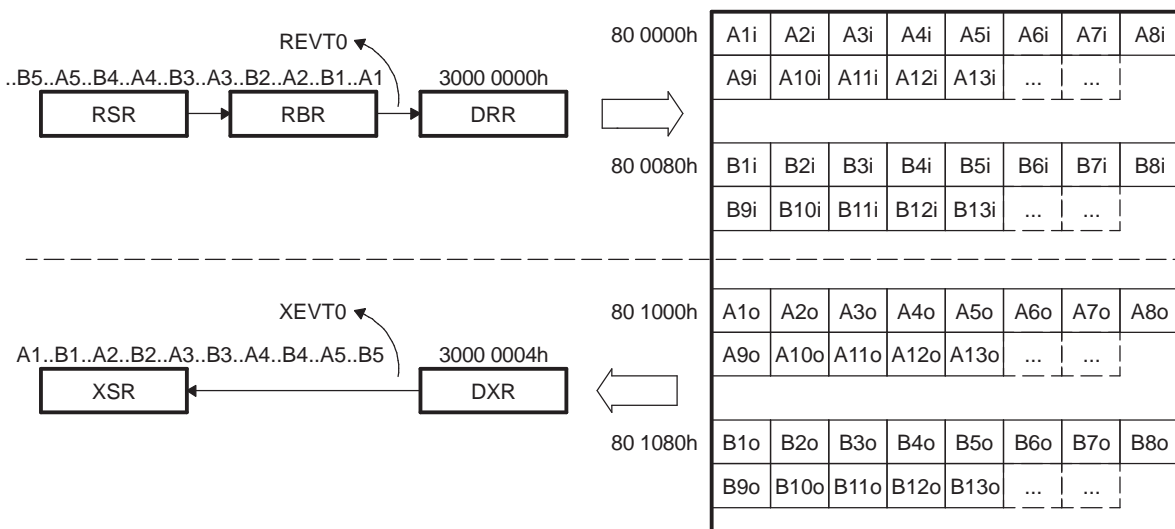 REVT0
..B5..A5..B4..A4..B3..A3..B2..A2..B1..A1
3000 0000h
RSR
RBR
DRR
80 0000h
A1i A2i A3i A4i A5i A6i A7i A8i
A9i A10i A11i A12i A13i ... ...
80 0080h
B1i B2i B3i B4i B5i B6i B7i B8i
B9i B10i B11i B12i B13i ... ...
XEVT0
A1..B1..A2..B2..A3..B3..A4..B4..A5..B5
3000 0004h
XSR
DXR
80 1000h
A1o A2o A3o A4o A5o A6o A7o A8o
A9o A10o A11o A12o A13o ... ...
80 1080h
B1o B2o B3o B4o B5o B6o B7o B8o
B9o B10o B11o B12o B13o ... ...